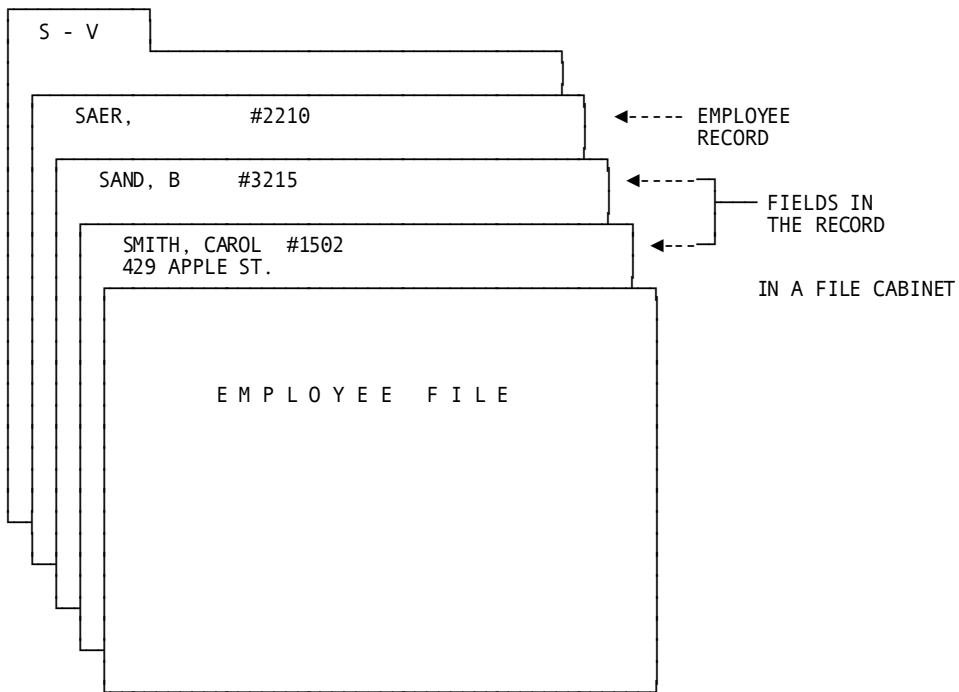 S - V
SAER, #2210
EMPLOYEE
RECORD
SAND, B #3215
FIELDS IN
THE RECORD
SMITH, CAROL #1502
429 APPLE ST.
IN A FILE CABINET
E M P L O Y E E F I L E